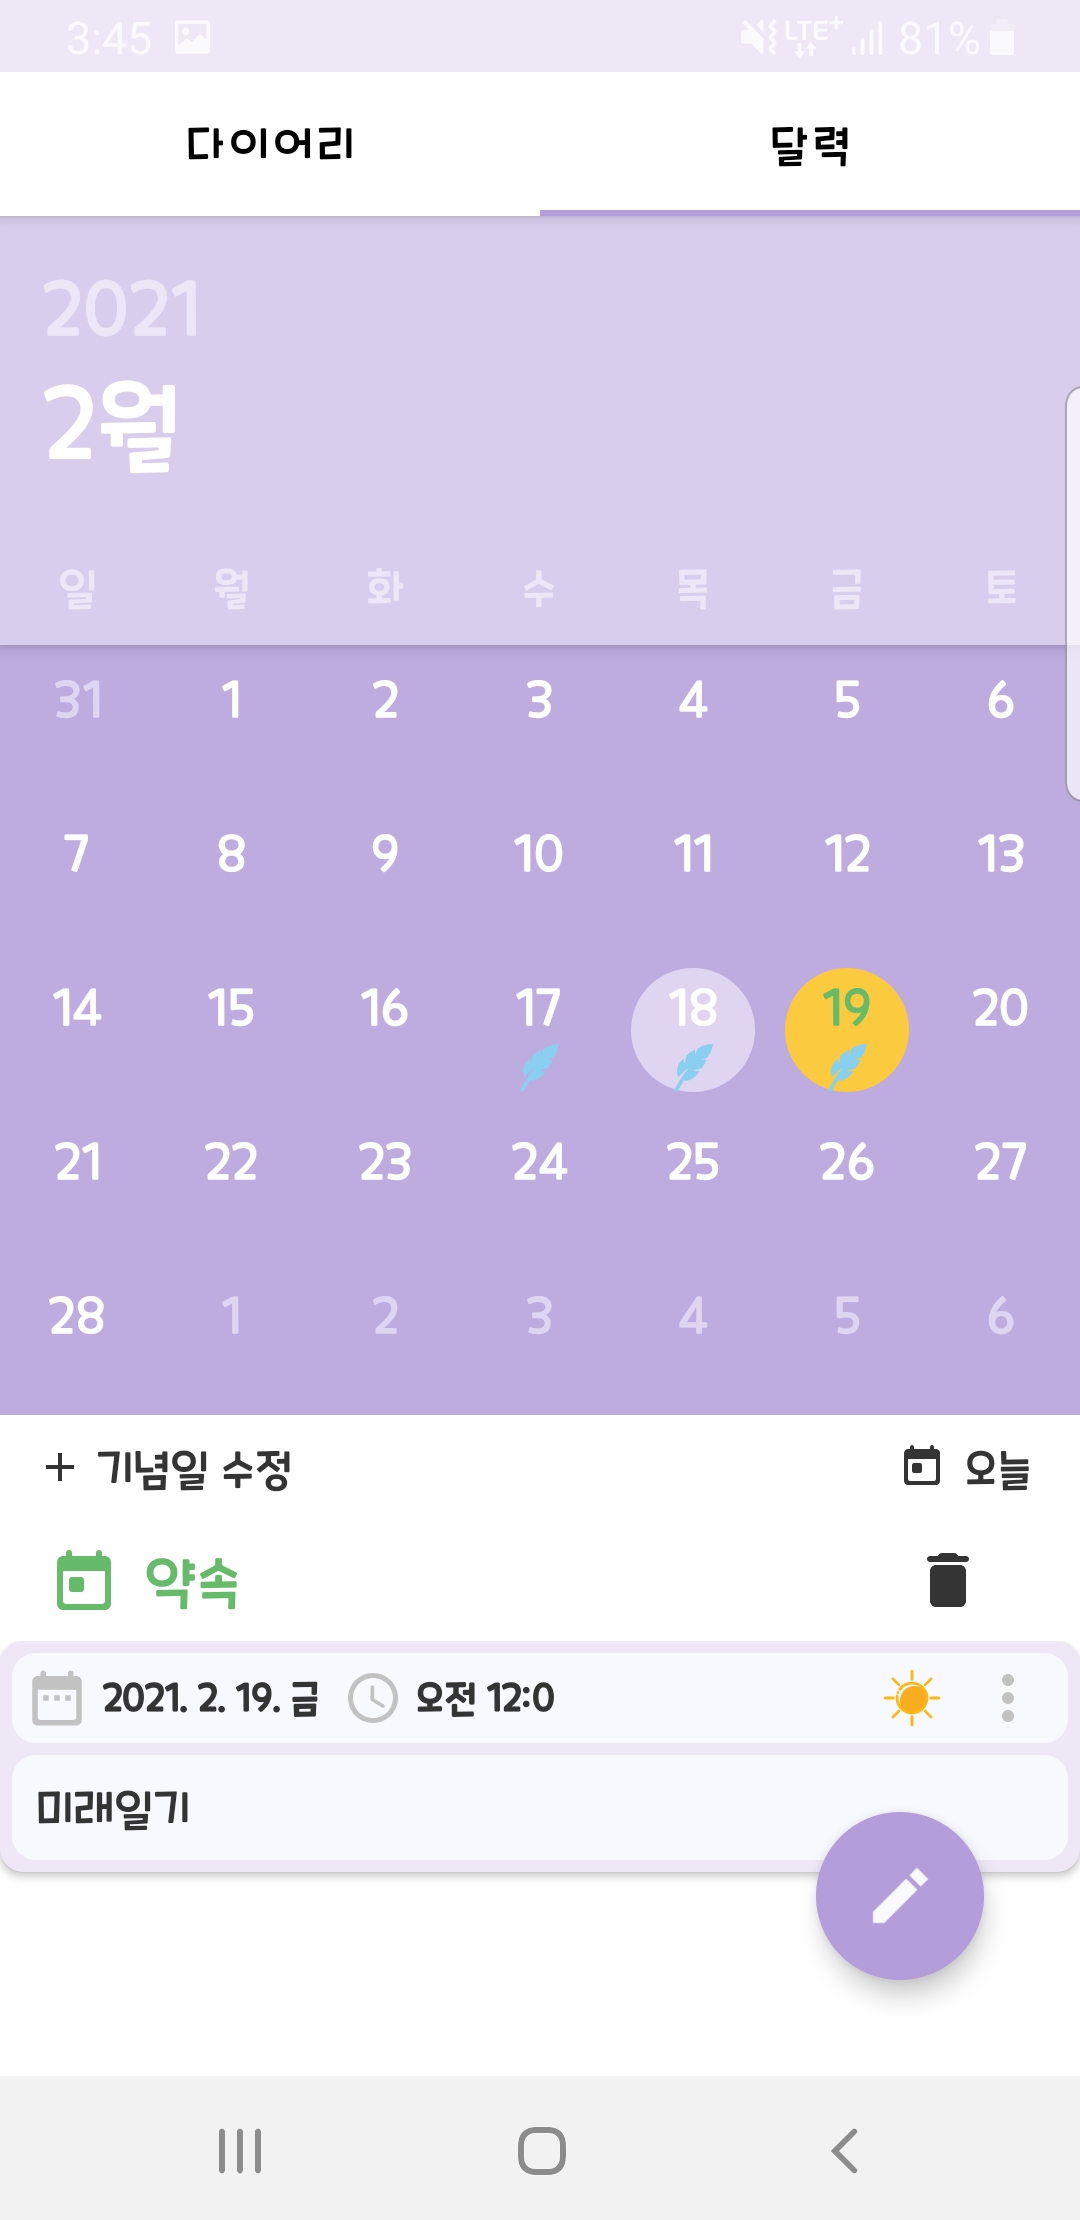 3:45 LTE+ 81%
다이어리 달력
2021
2월
일 월 화 수 목 금 토
31 1 2 3 4 5 6
7 8 9 10 11 12 13
14 15 16 17 18 19 20
21 22 23 24 25 26 27
28 1 2 3 4 5 6
+ 기념일 수정 오늘
약속
2021. 2. 19. 금 오전 12:0
미래일기